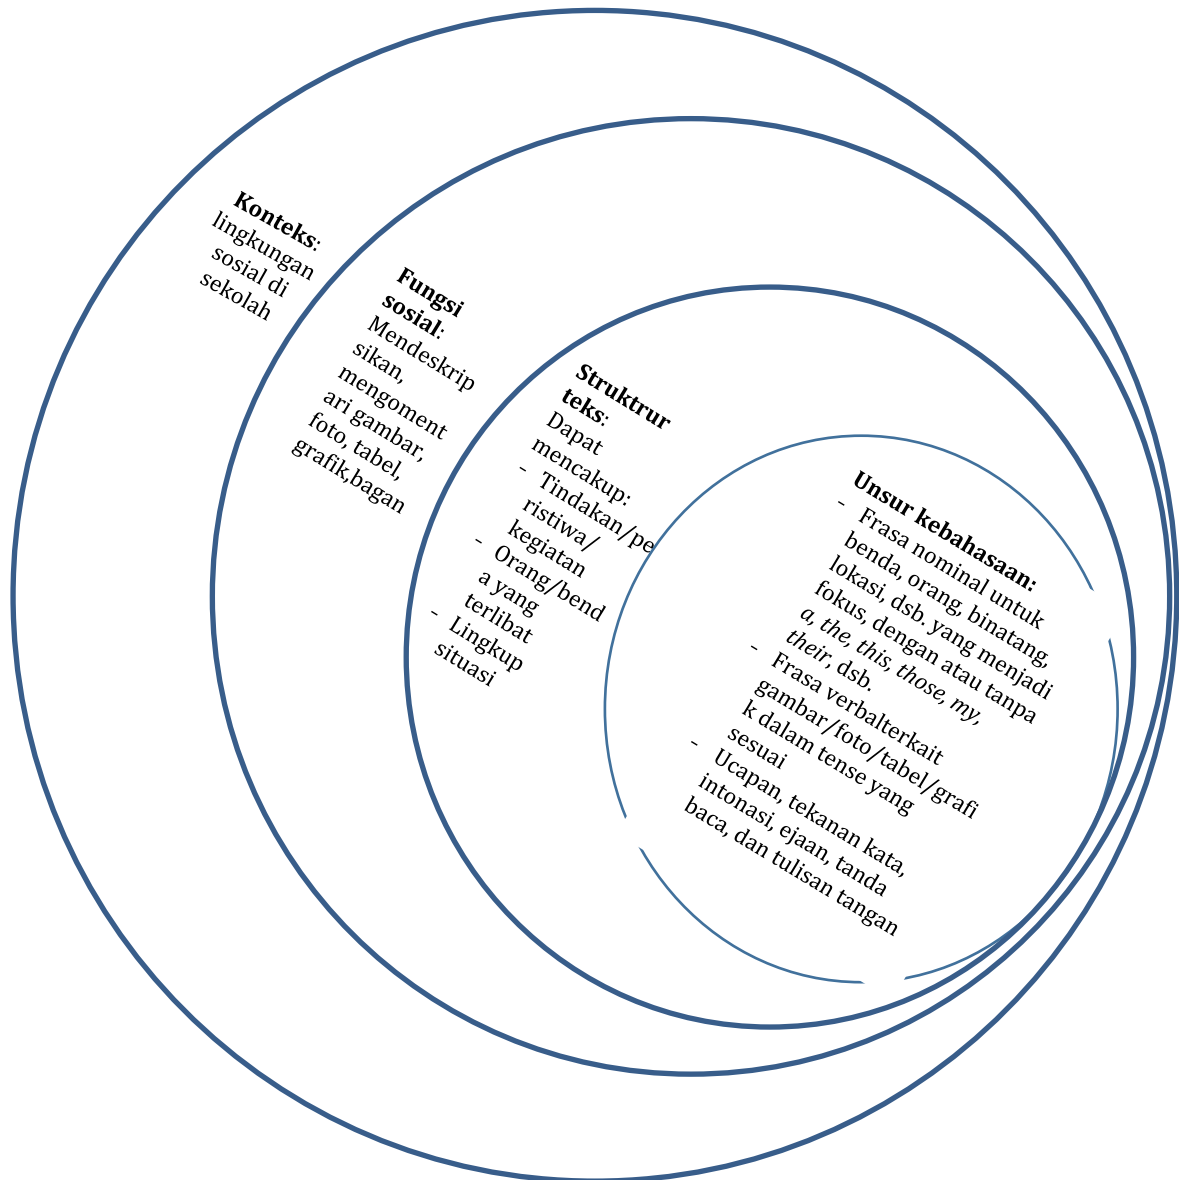 Konteks:
lingkungan
sosial di
sekolah
Fungsi
sosial:
Mendeskrip
sikan,
mengoment
ari gambar,
foto, tabel,
grafik,bagan
Struktrur
teks:
Dapat
mencakup:
- Tindakan/pe
ristiwa/
kegiatan
- Orang/bend
a yang
terlibat
- Lingkup
situasi
Unsur kebahasaan:
- Frasa nominal untuk
benda, orang, binatang,
lokasi, dsb. yang menjadi
fokus, dengan atau tanpa
a, the, this, those, my,
their, dsb.
- Frasa verbalterkait
gambar/foto/tabel/grafi
k dalam tense yang
sesuai
- Ucapan, tekanan kata,
intonasi, ejaan, tanda
baca, dan tulisan tangan